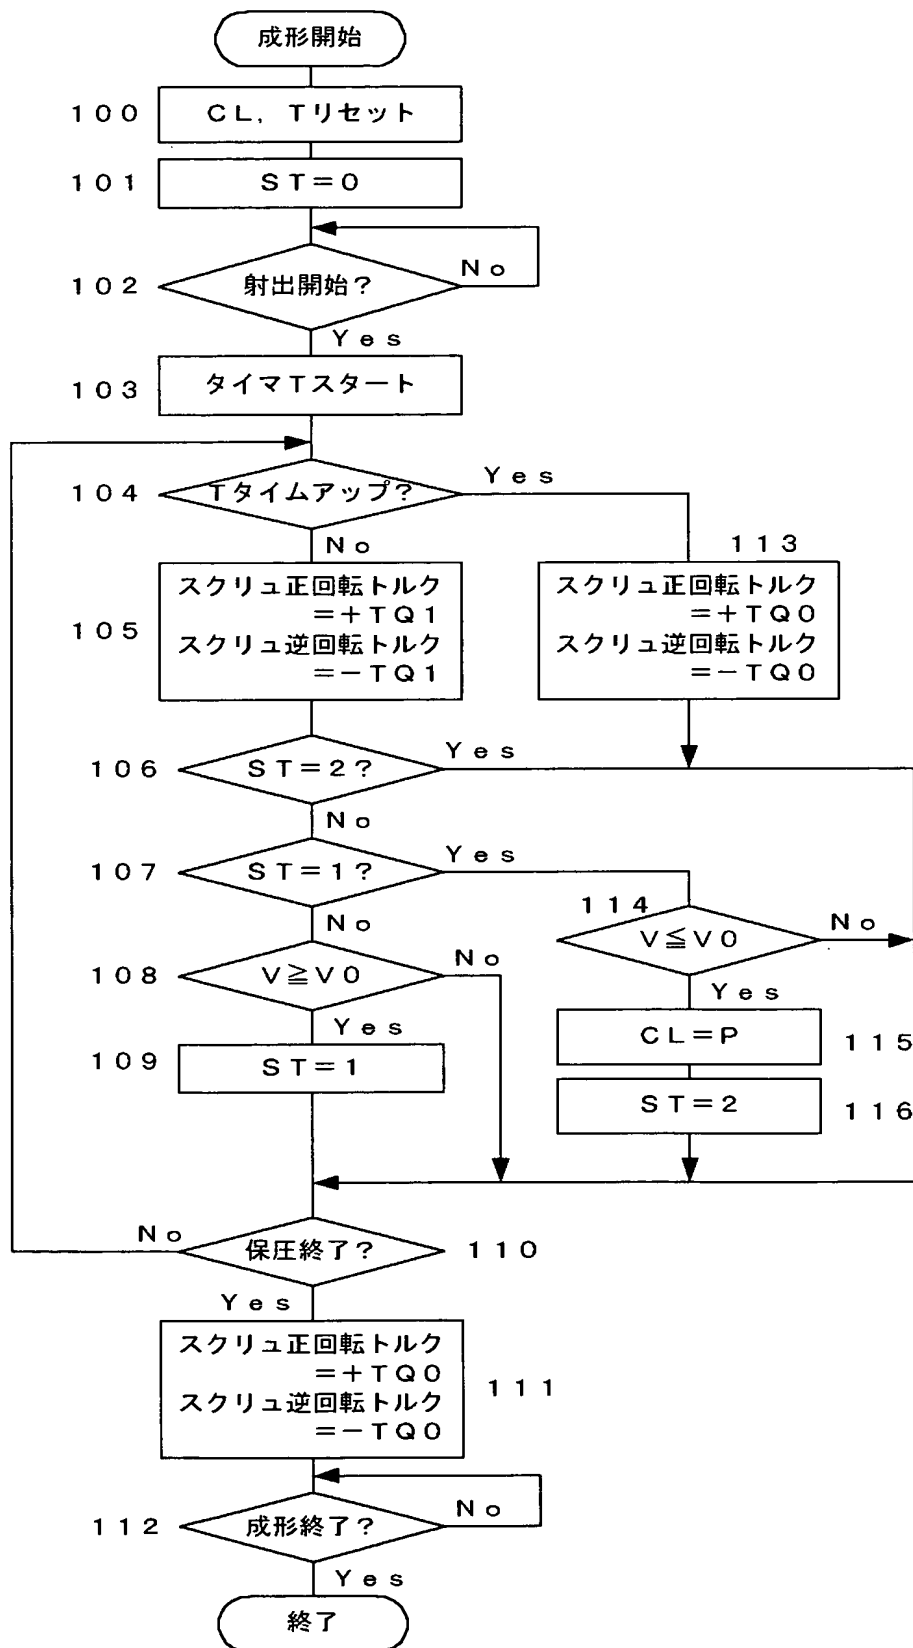 成形開始
100
CL, Tリセット
101
ST=0
102
射出開始?
No
Yes
103
タイマTスタート
104
Tタイムアップ?
Yes
No
113
105
スクリュ正回転トルク
=+TQ1
スクリュ逆回転トルク
=-TQ1
スクリュ正回転トルク
=+TQ0
スクリュ逆回転トルク
=-TQ0
106
ST=2?
Yes
No
107
ST=1?
Yes
No
114
V≦V0
No
Yes
108
V≧V0
No
Yes
CL=P
115
109
ST=1
ST=2
116
No
保圧終了?
110
Yes
スクリュ正回転トルク
=+TQ0
スクリュ逆回転トルク
=-TQ0
111
112
成形終了?
No
Yes
終了